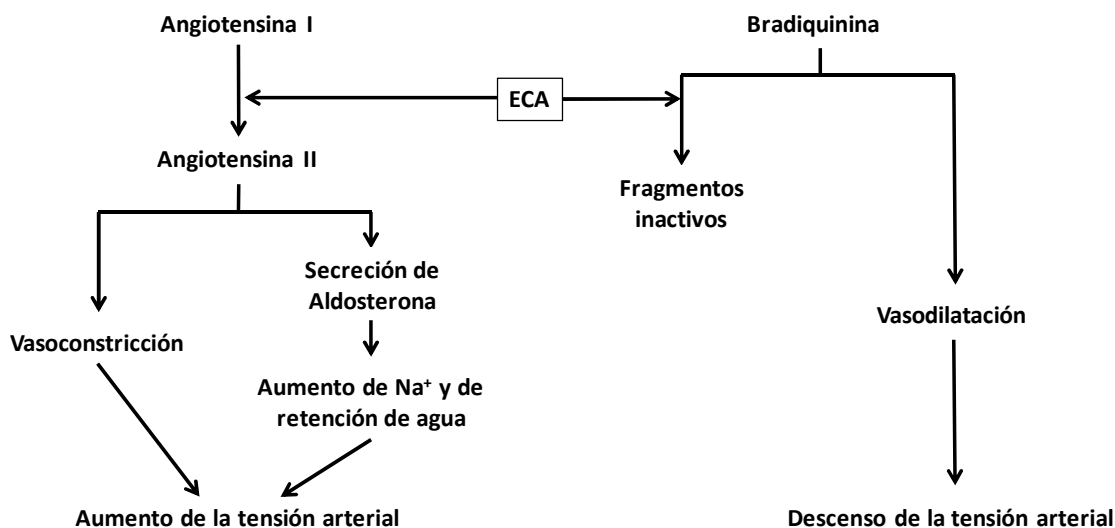 Angiotensina I
Bradiquinina
ECA
Angiotensina II
Fragmentos
inactivos
Secreción de
Aldosterona
Vasoconstricción
Vasodilatación
Aumento de Na⁺ y de
retención de agua
Aumento de la tensión arterial
Descenso de la tensión arterial